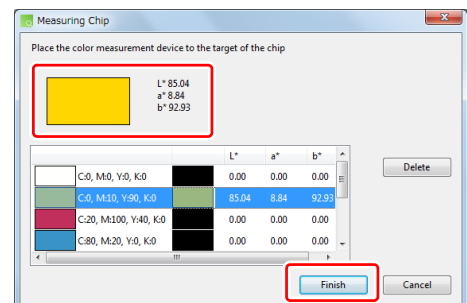 Measuring Chip
Place the color measurement device to the target of the chip
L* 85.04
a* 8.84
b* 92.93
L* a* b*
C:0, M:0, Y:0, K:0 0.00 0.00 0.00
C:0, M:10, Y:90, K:0 85.04 8.84 92.93
C:20, M:100, Y:40, K:0 0.00 0.00 0.00
C:80, M:20, Y:0, K:0 0.00 0.00 0.00
Delete
Finish Cancel